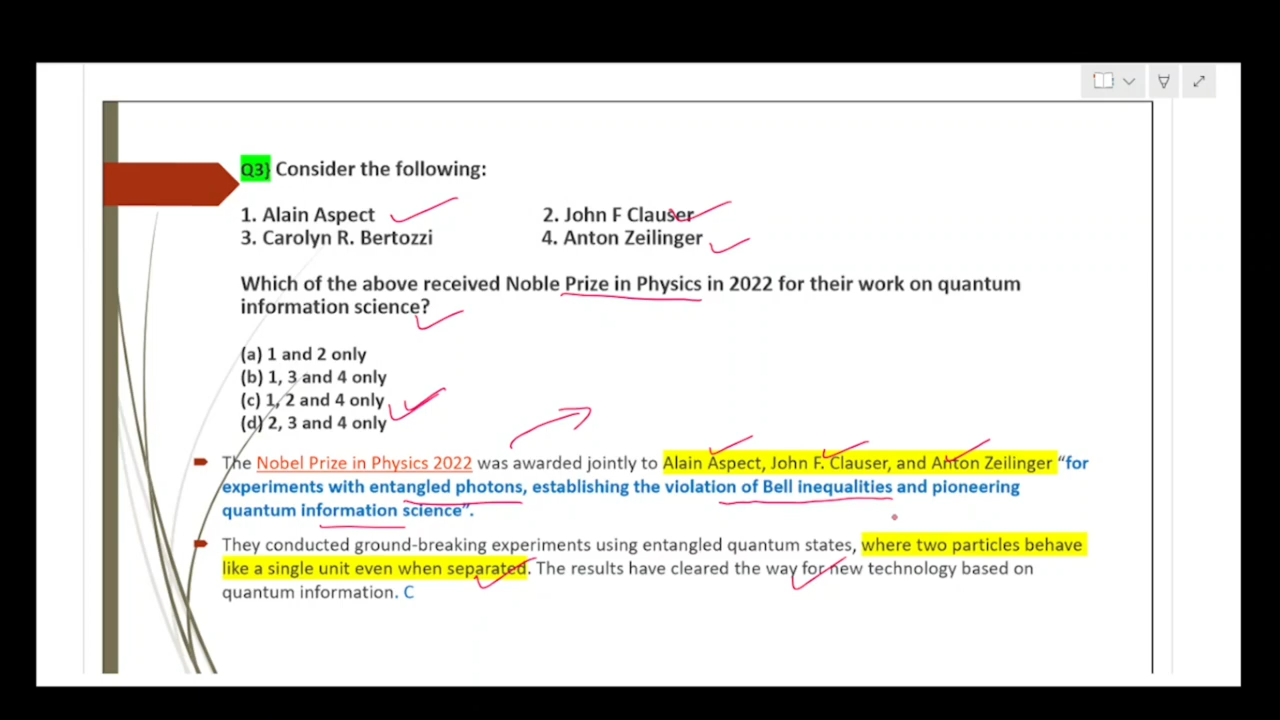 Q3} Consider the following:
1. Alain Aspect 2. John F Clauser
3. Carolyn R. Bertozzi 4. Anton Zeilinger
Which of the above received Noble Prize in Physics in 2022 for their work on quantum
information science?
(a) 1 and 2 only
(b) 1, 3 and 4 only
(c) 1, 2 and 4 only
(d) 2, 3 and 4 only
The Nobel Prize in Physics 2022 was awarded jointly to Alain Aspect, John F. Clauser, and Anton Zeilinger “for
experiments with entangled photons, establishing the violation of Bell inequalities and pioneering
quantum information science”.
They conducted ground-breaking experiments using entangled quantum states, where two particles behave
like a single unit even when separated. The results have cleared the way for new technology based on
quantum information. C